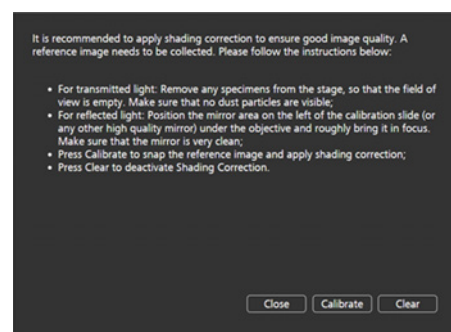 It is recommended to apply shading correction to ensure good image quality. A
reference image needs to be collected. Please follow the instructions below:
• For transmitted light: Remove any specimens from the stage, so that the field of
view is empty. Make sure that no dust particles are visible;
• For reflected light: Position the mirror area on the left of the calibration slide (or
any other high quality mirror) under the objective and roughly bring it in focus.
Make sure that the mirror is very clean;
• Press Calibrate to snap the reference image and apply shading correction;
• Press Clear to deactivate Shading Correction.
Close Calibrate Clear